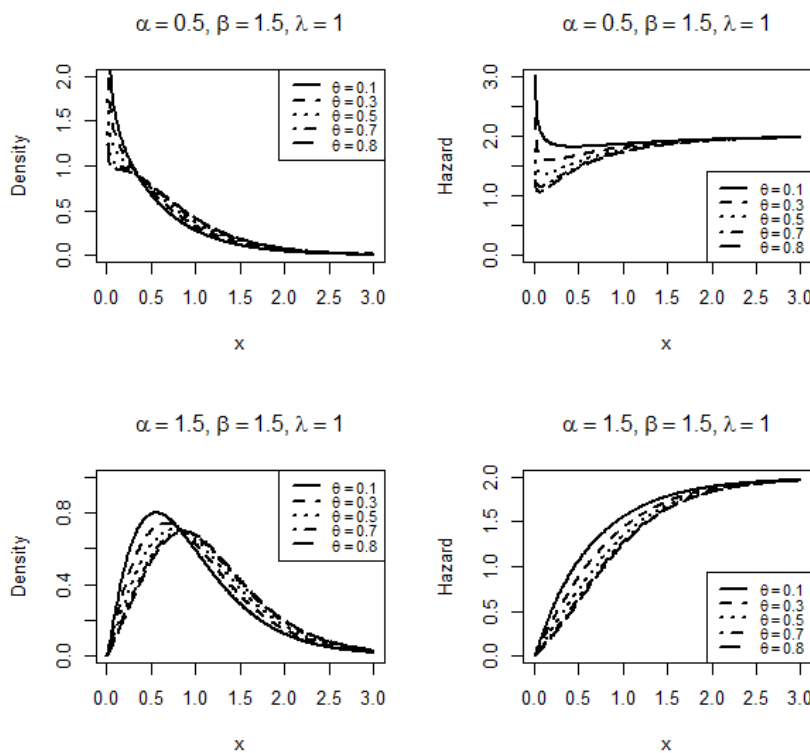 α = 0.5, β = 1.5, λ = 1
Density
2.0
1.5
1.0
0.5
0.0
θ = 0.1
θ = 0.3
θ = 0.5
θ = 0.7
θ = 0.8
0.0 0.5 1.0 1.5 2.0 2.5 3.0
x
α = 0.5, β = 1.5, λ = 1
Hazard
3.0
2.0
1.0
0.0
θ = 0.1
θ = 0.3
θ = 0.5
θ = 0.7
θ = 0.8
0.0 0.5 1.0 1.5 2.0 2.5 3.0
x
α = 1.5, β = 1.5, λ = 1
Density
0.8
0.4
0.0
θ = 0.1
θ = 0.3
θ = 0.5
θ = 0.7
θ = 0.8
0.0 0.5 1.0 1.5 2.0 2.5 3.0
x
α = 1.5, β = 1.5, λ = 1
Hazard
2.0
1.5
1.0
0.5
0.0
θ = 0.1
θ = 0.3
θ = 0.5
θ = 0.7
θ = 0.8
0.0 0.5 1.0 1.5 2.0 2.5 3.0
x